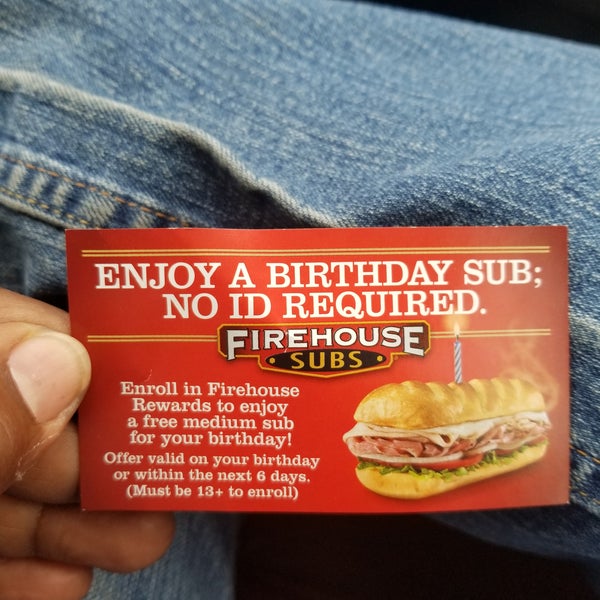 ENJOY A BIRTHDAY SUB;
NO ID REQUIRED.
FIREHOUSE
SUBS
Enroll in Firehouse
Rewards to enjoy
a free medium sub
for your birthday!
Offer valid on your birthday
or within the next 6 days.
(Must be 13+ to enroll)